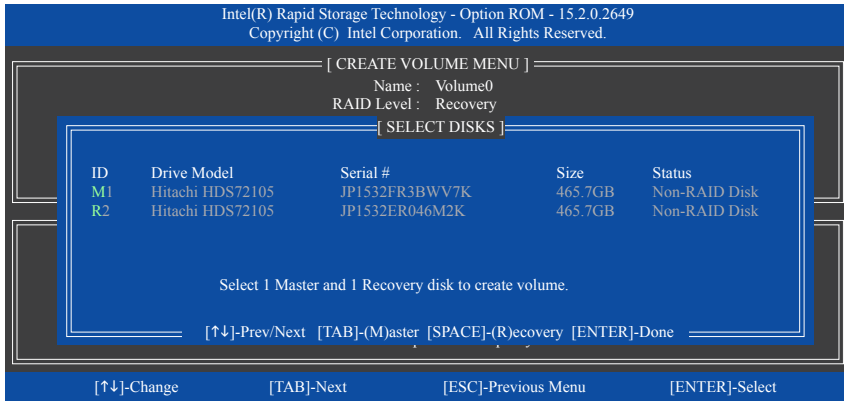 Intel(R) Rapid Storage Technology - Option ROM - 15.2.0.2649
Copyright (C) Intel Corporation. All Rights Reserved.
[ CREATE VOLUME MENU ]
Name : Volume0
RAID Level : Recovery
[ SELECT DISKS ]
ID Drive Model Serial # Size Status
M1 Hitachi HDS72105 JP1532FR3BWV7K 465.7GB Non-RAID Disk
R2 Hitachi HDS72105 JP1532ER046M2K 465.7GB Non-RAID Disk
Select 1 Master and 1 Recovery disk to create volume.
[↑↓]-Prev/Next [TAB]-(M)aster [SPACE]-(R)ecovery [ENTER]-Done
[↑↓]-Change [TAB]-Next [ESC]-Previous Menu [ENTER]-Select